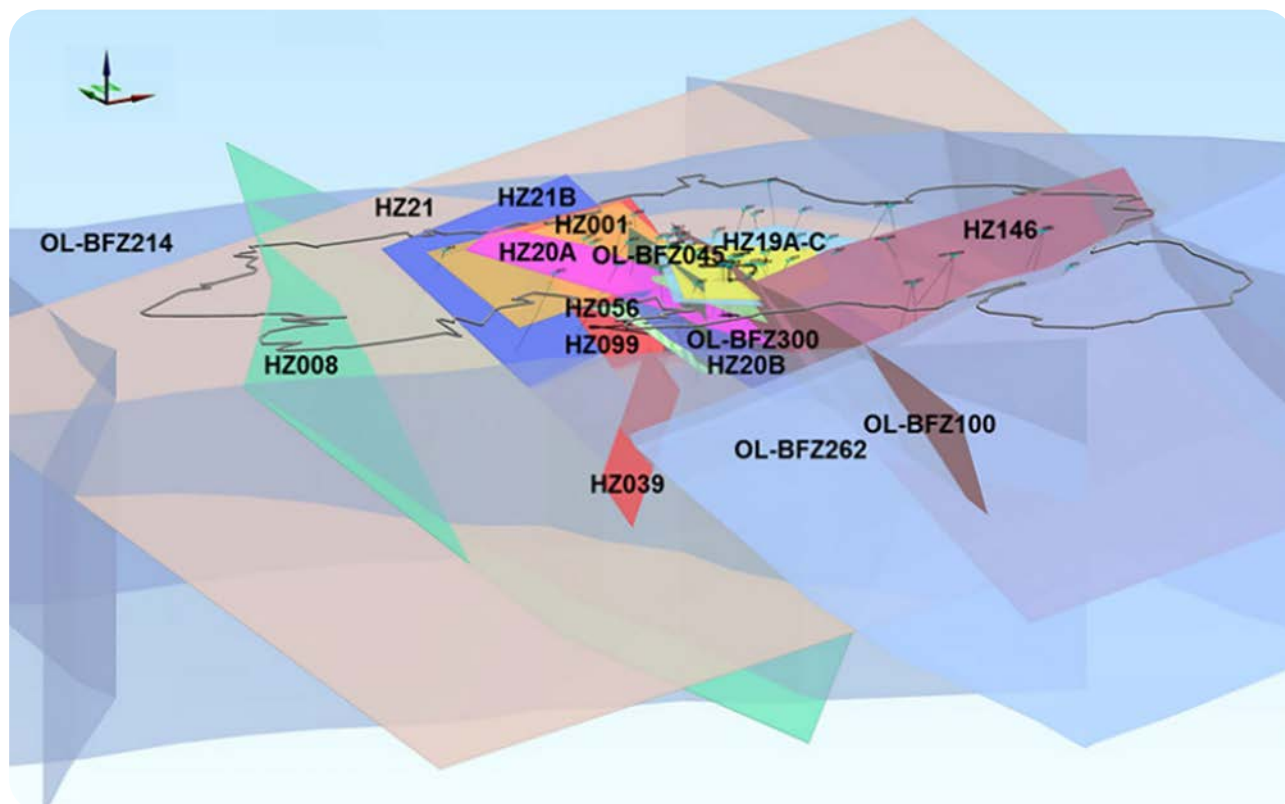 HZ21B
HZ21
HZ001
HZ146
OL-BFZ214
HZ19A-C
HZ20A
OL-BFZ045
HZ056
OL-BFZ300
HZ099
HZ008
HZ20B
OL-BFZ100
OL-BFZ262
HZ039